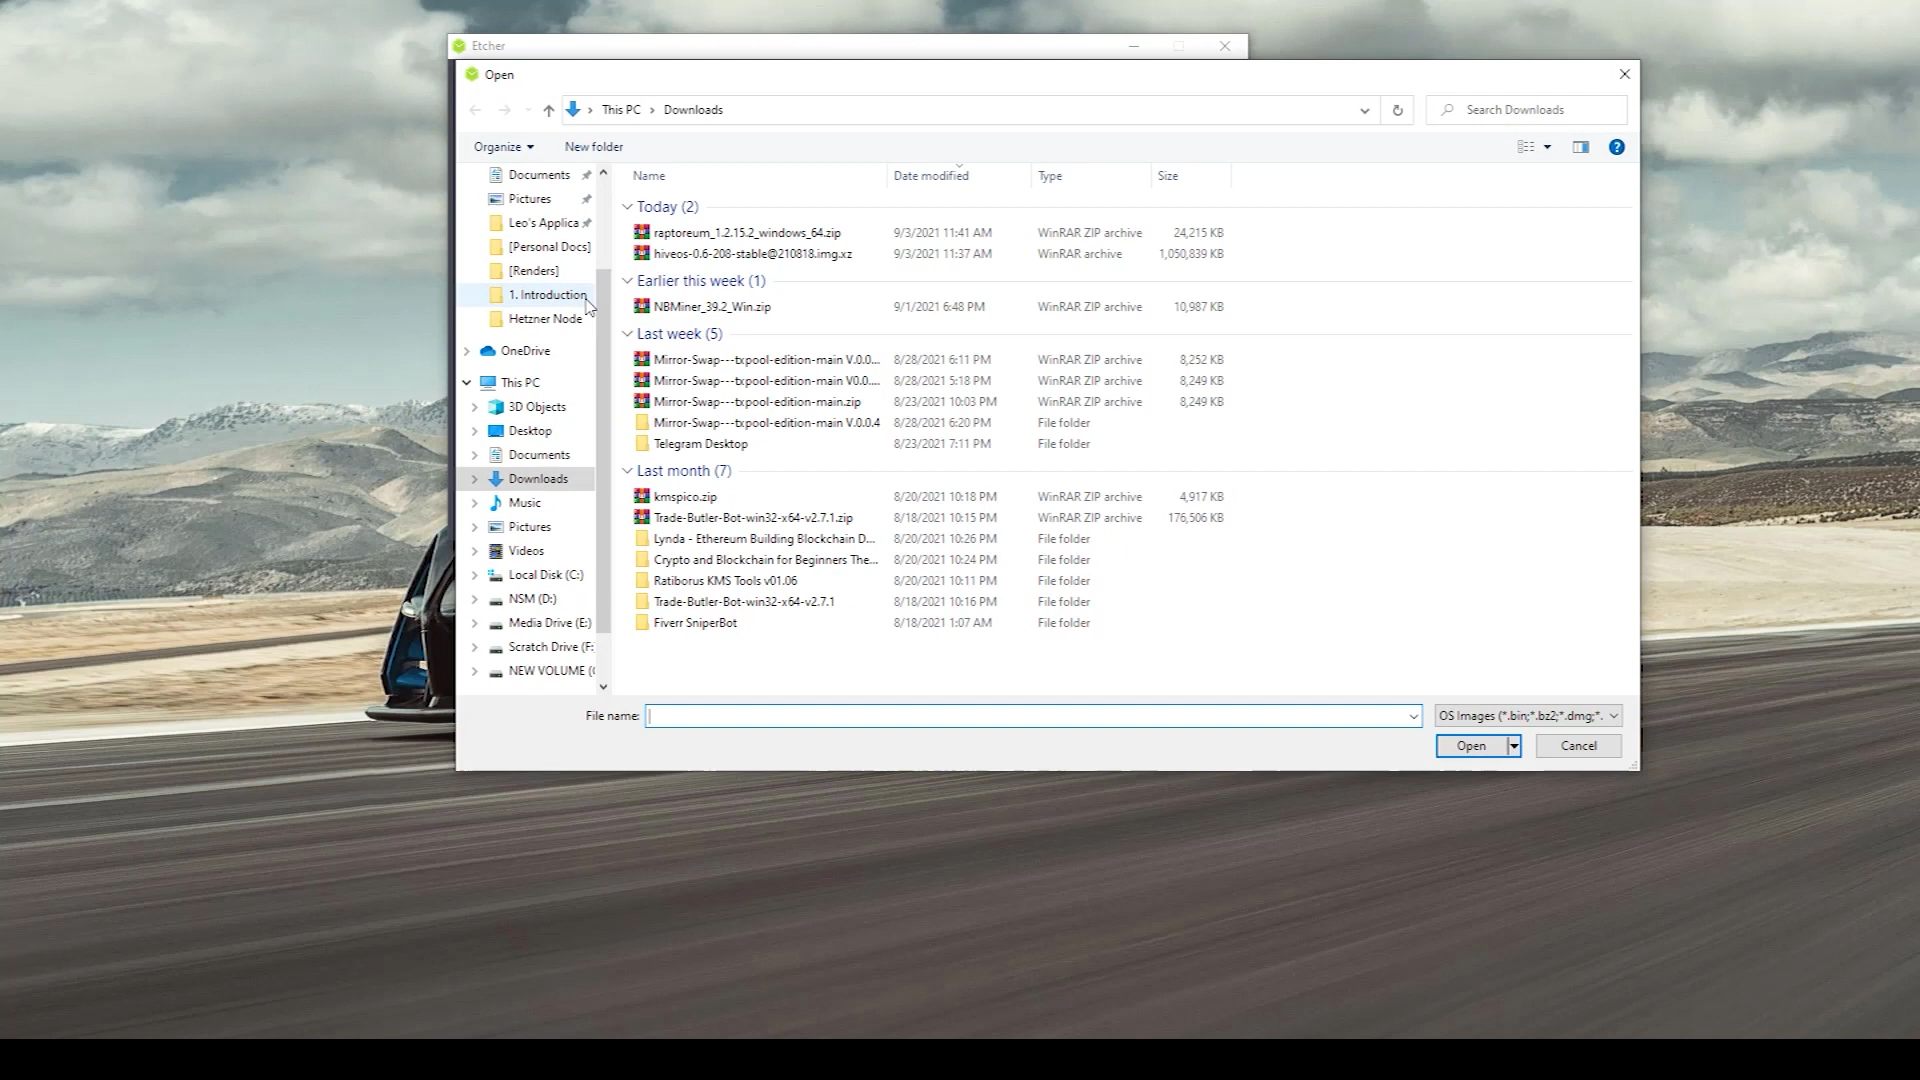 Etcher
Open
This PC > Downloads
Search Downloads
Organize
New folder
Documents
Pictures
Leo's Applica
[Personal Docs]
[Renders]
1. Introduction
Hetzner Node
OneDrive
This PC
3D Objects
Desktop
Documents
Downloads
Music
Pictures
Videos
Local Disk (C:)
NSM (D:)
Media Drive (E:)
Scratch Drive (F:
NEW VOLUME (
Name Date modified Type Size
Today (2)
raptoreum_1.2.15.2_windows_64.zip 9/3/2021 11:41 AM WinRAR ZIP archive 24,215 KB
hiveos-0.6-208-stable@210818.img.xz 9/3/2021 11:37 AM WinRAR archive 1,050,839 KB
Earlier this week (1)
NBMiner_39.2_Win.zip 9/1/2021 6:48 PM WinRAR ZIP archive 10,987 KB
Last week (5)
Mirror-Swap---txpool-edition-main V.0.0... 8/28/2021 6:11 PM WinRAR ZIP archive 8,252 KB
Mirror-Swap---txpool-edition-main V0.0.... 8/28/2021 5:18 PM WinRAR ZIP archive 8,249 KB
Mirror-Swap---txpool-edition-main.zip 8/23/2021 10:03 PM WinRAR ZIP archive 8,249 KB
Mirror-Swap---txpool-edition-main V.0.0.4 8/28/2021 6:20 PM File folder
Telegram Desktop 8/23/2021 7:11 PM File folder
Last month (7)
kmspico.zip 8/20/2021 10:18 PM WinRAR ZIP archive 4,917 KB
Trade-Butler-Bot-win32-x64-v2.7.1.zip 8/18/2021 10:15 PM WinRAR ZIP archive 176,506 KB
Lynda - Ethereum Building Blockchain D... 8/20/2021 10:26 PM File folder
Crypto and Blockchain for Beginners The... 8/20/2021 10:24 PM File folder
Ratiborus KMS Tools v01.06 8/20/2021 10:11 PM File folder
Trade-Butler-Bot-win32-x64-v2.7.1 8/18/2021 10:16 PM File folder
Fiverr SniperBot 8/18/2021 1:07 AM File folder
File name:
OS Images (*.bin;*.bz2;*.dmg;*.
Open
Cancel